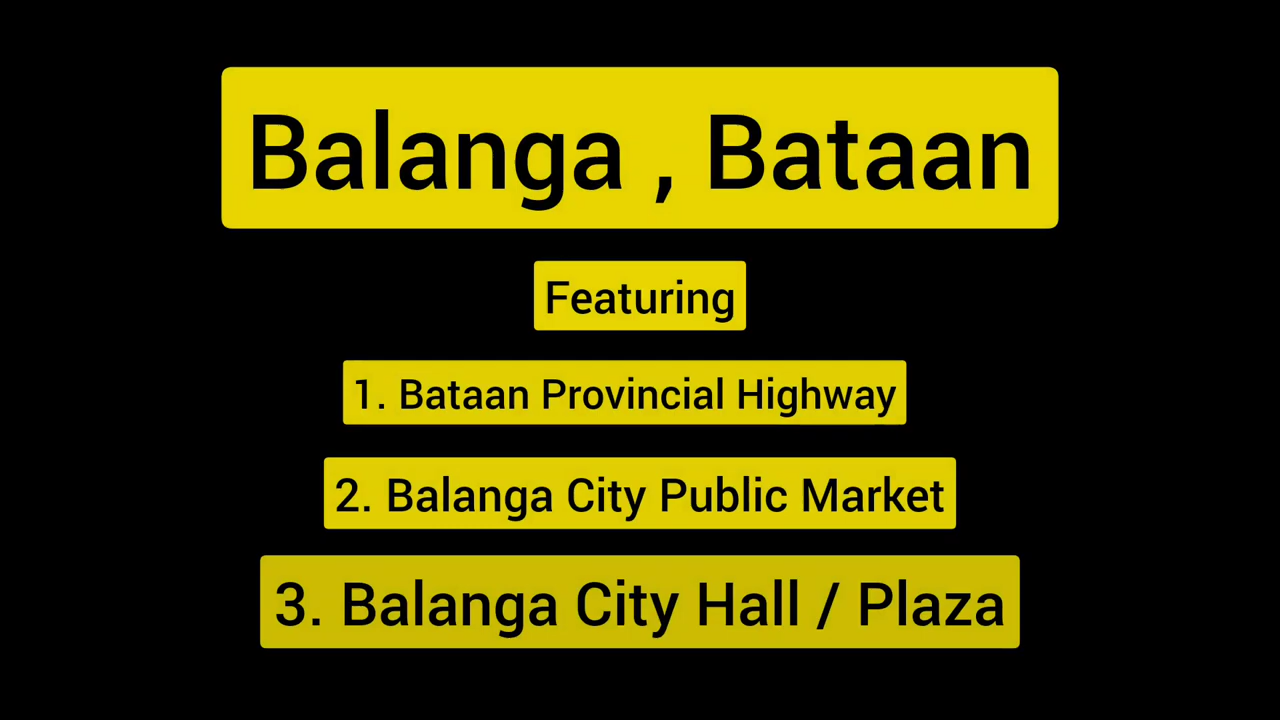 Balanga , Bataan
Featuring
1. Bataan Provincial Highway
2. Balanga City Public Market
3. Balanga City Hall / Plaza